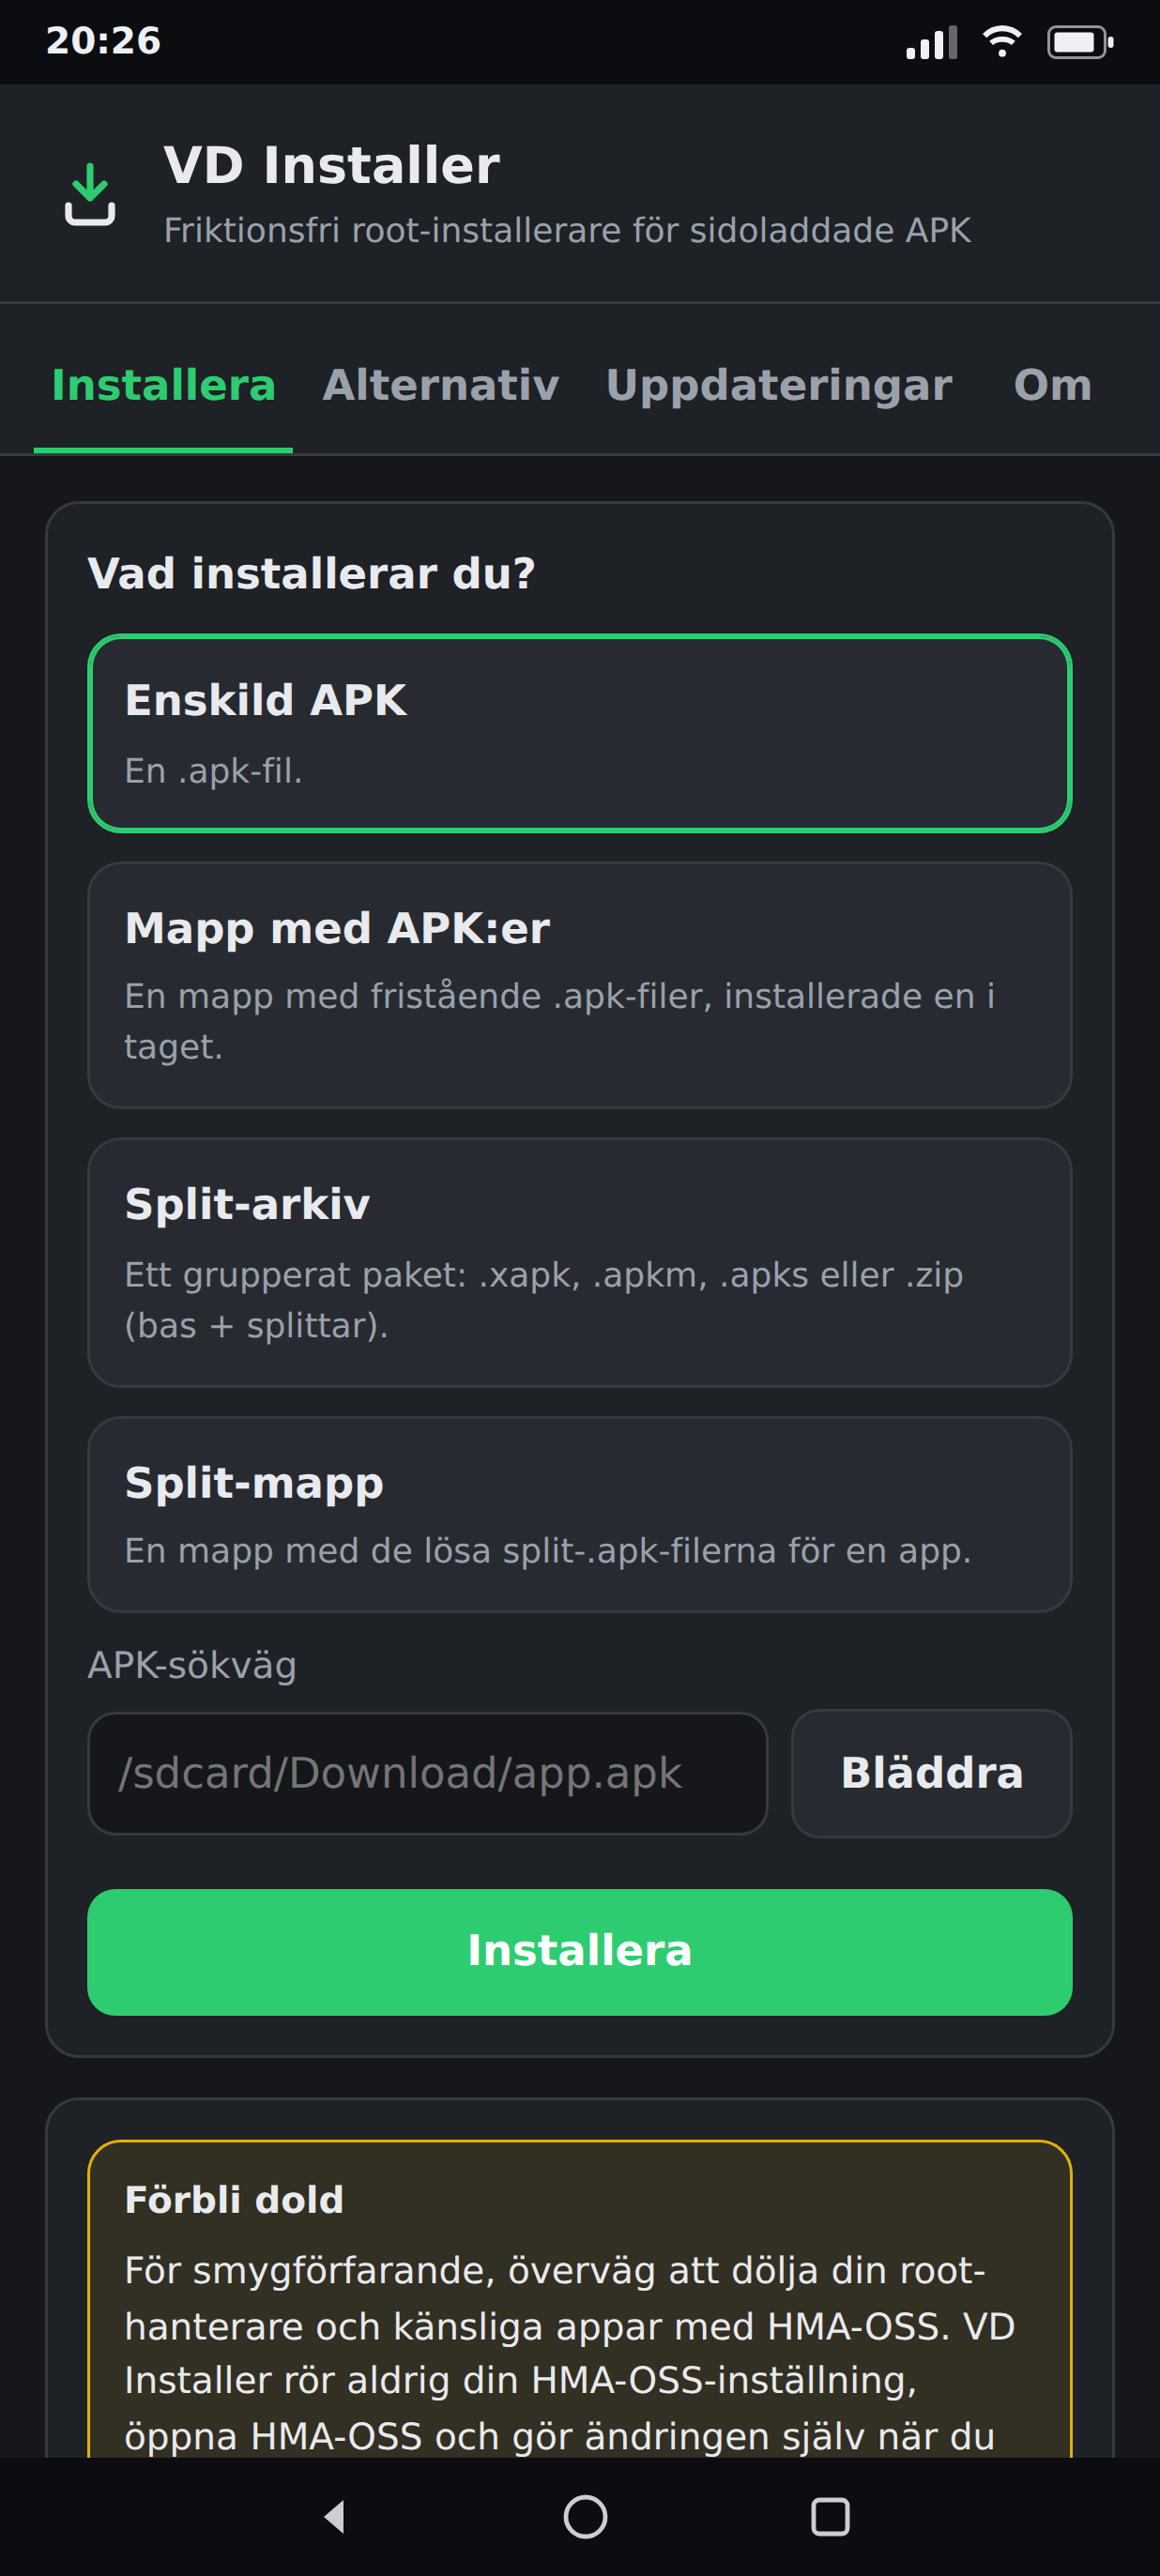 20:26
VD Installer
Friktionsfri root-installerare för sidoladdade APK
Installera
Alternativ
Uppdateringar
Om
Vad installerar du?
Enskild APK
En .apk-fil.
Mapp med APK:er
En mapp med fristående .apk-filer, installerade en i
taget.
Split-arkiv
Ett grupperat paket: .xapk, .apkm, .apks eller .zip
(bas + splittar).
Split-mapp
En mapp med de lösa split-.apk-filerna för en app.
APK-sökväg
/sdcard/Download/app.apk
Bläddra
Installera
Förbli dold
För smygförfarande, överväg att dölja din root-
hanterare och känsliga appar med HMA-OSS. VD
Installer rör aldrig din HMA-OSS-inställning,
öppna HMA-OSS och gör ändringen själv när du